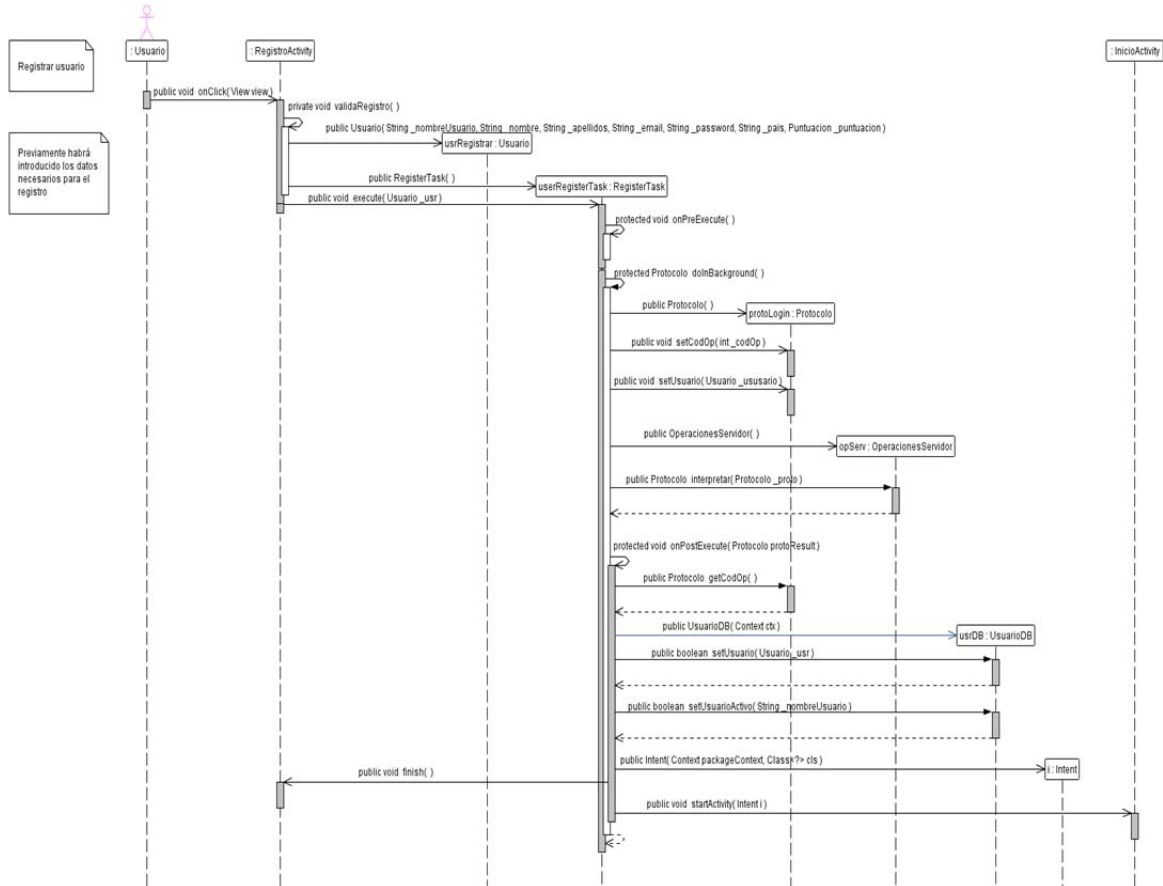 : Usuario
: RegistroActivity
: InicioActivity
Registrar usuario
public void onClick( View view )
private void validaRegistro( )
public Usuario( String _nombreUsuario, String _nombre, String _apellidos, String _email, String _password, String _pais, Puntuacion _puntuacion )
usrRegistrar : Usuario
Previamente habrá
introducido los datos
necesarios para el
registro
public RegisterTask( )
userRegisterTask : RegisterTask
public void execute( Usuario _usr )
protected void onPreExecute( )
protected Protocolo doInBackground( )
public Protocolo( )
protoLogin : Protocolo
public void setCodOp( int _codOp )
public void setUsuario( Usuario _ususario )
public OperacionesServidor( )
opServ : OperacionesServidor
public Protocolo interpretar( Protocolo _proto )
protected void onPostExecute( Protocolo protoResult )
public Protocolo getCodOp( )
public UsuarioDB( Context ctx )
usrDB : UsuarioDB
public boolean setUsuario( Usuario _usr )
public boolean setUsuarioActivo( String _nombreUsuario )
public Intent( Context packageContext, Class<?> cls )
i : Intent
public void finish( )
public void startActivity( Intent i )